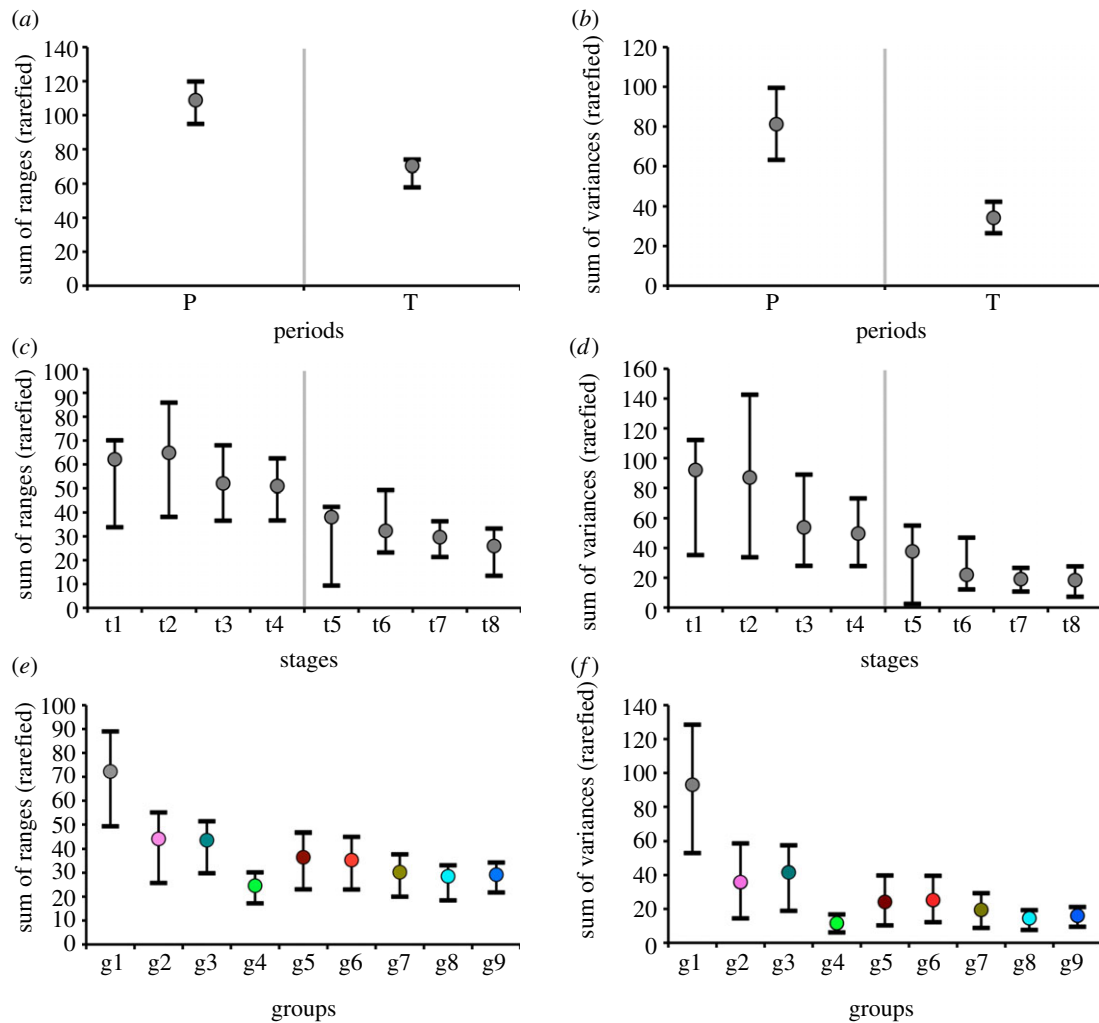 (a)
sum of ranges (rarefied)
140
120
100
80
60
40
20
0
P T
periods
(b)
sum of variances (rarefied)
120
100
80
60
40
20
0
P T
periods
(c)
sum of ranges (rarefied)
100
90
80
70
60
50
40
30
20
10
0
t1 t2 t3 t4 t5 t6 t7 t8
stages
(d)
sum of variances (rarefied)
160
140
120
100
80
60
40
20
0
t1 t2 t3 t4 t5 t6 t7 t8
stages
(e)
sum of ranges (rarefied)
100
90
80
70
60
50
40
30
20
10
0
g1 g2 g3 g4 g5 g6 g7 g8 g9
groups
(f)
sum of variances (rarefied)
140
120
100
80
60
40
20
0
g1 g2 g3 g4 g5 g6 g7 g8 g9
groups